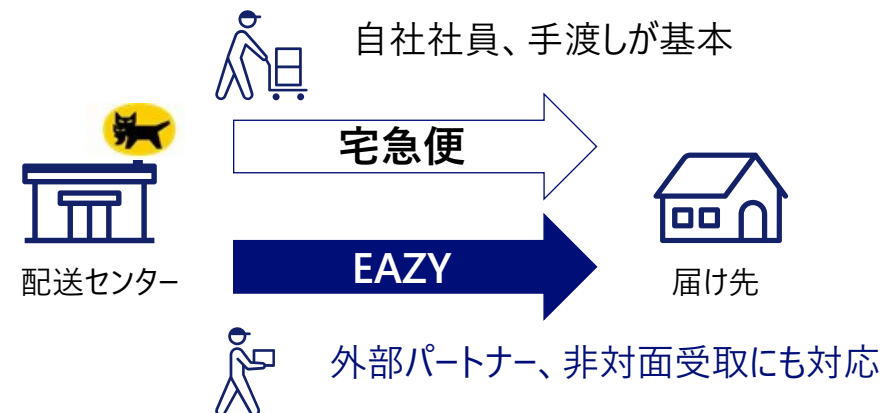 自社社員、手渡しが基本
宅急便
配送センター
EAZY
届け先
外部パートナー、非対面受取にも対応